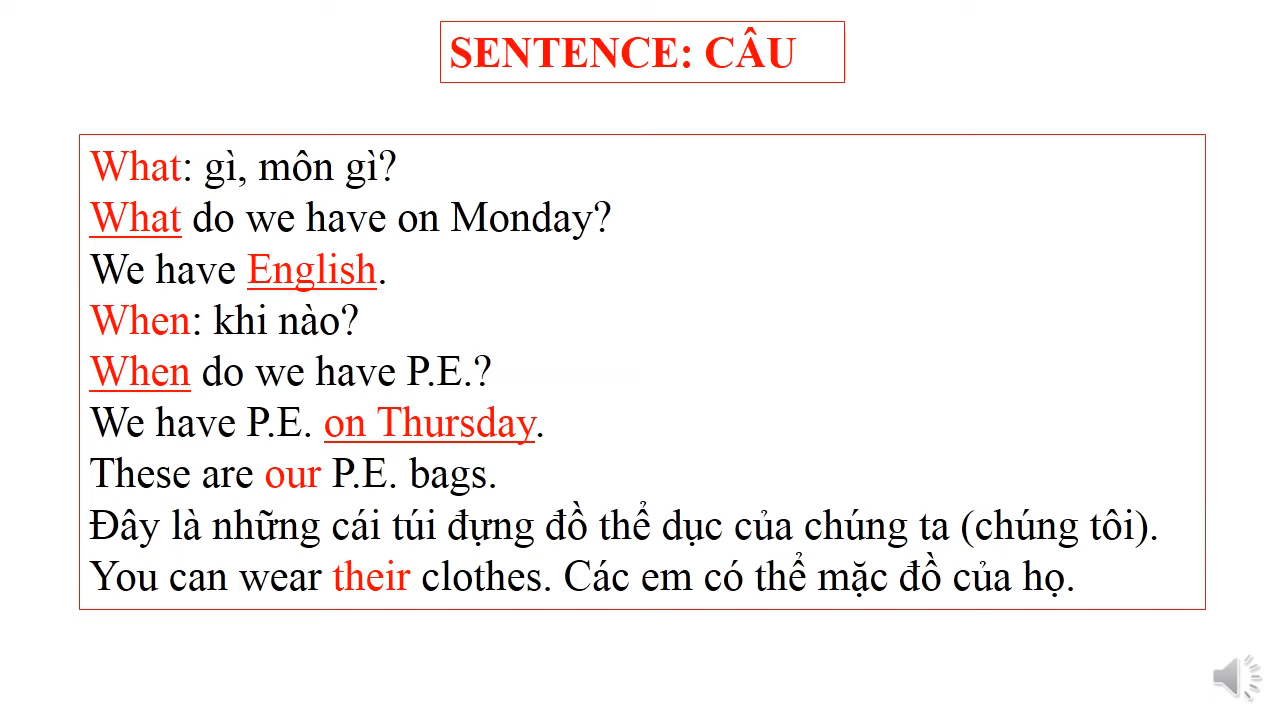 SENTENCE: CÂU
What: gì, môn gì?
What do we have on Monday?
We have English.
When: khi nào?
When do we have P.E.?
We have P.E. on Thursday.
These are our P.E. bags.
Đây là những cái túi đựng đồ thể dục của chúng ta (chúng tôi).
You can wear their clothes. Các em có thể mặc đồ của họ.